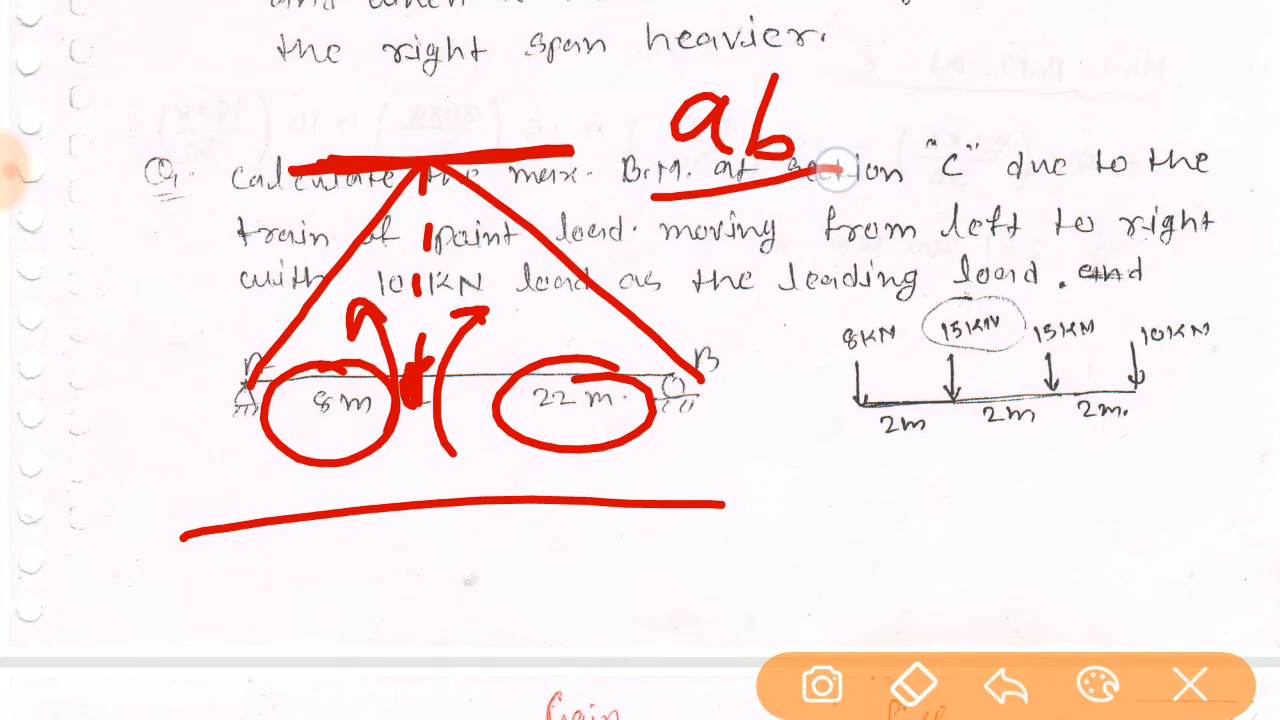 the right span heavier.
ab
Q. Calculate the max. B.M. at section "C" due to the
train of point load. moving from left to right
with 10 KN load as the leading load. and
8KN 15KN 15KN 10KN
B
8m 22m.
2m 2m 2m.